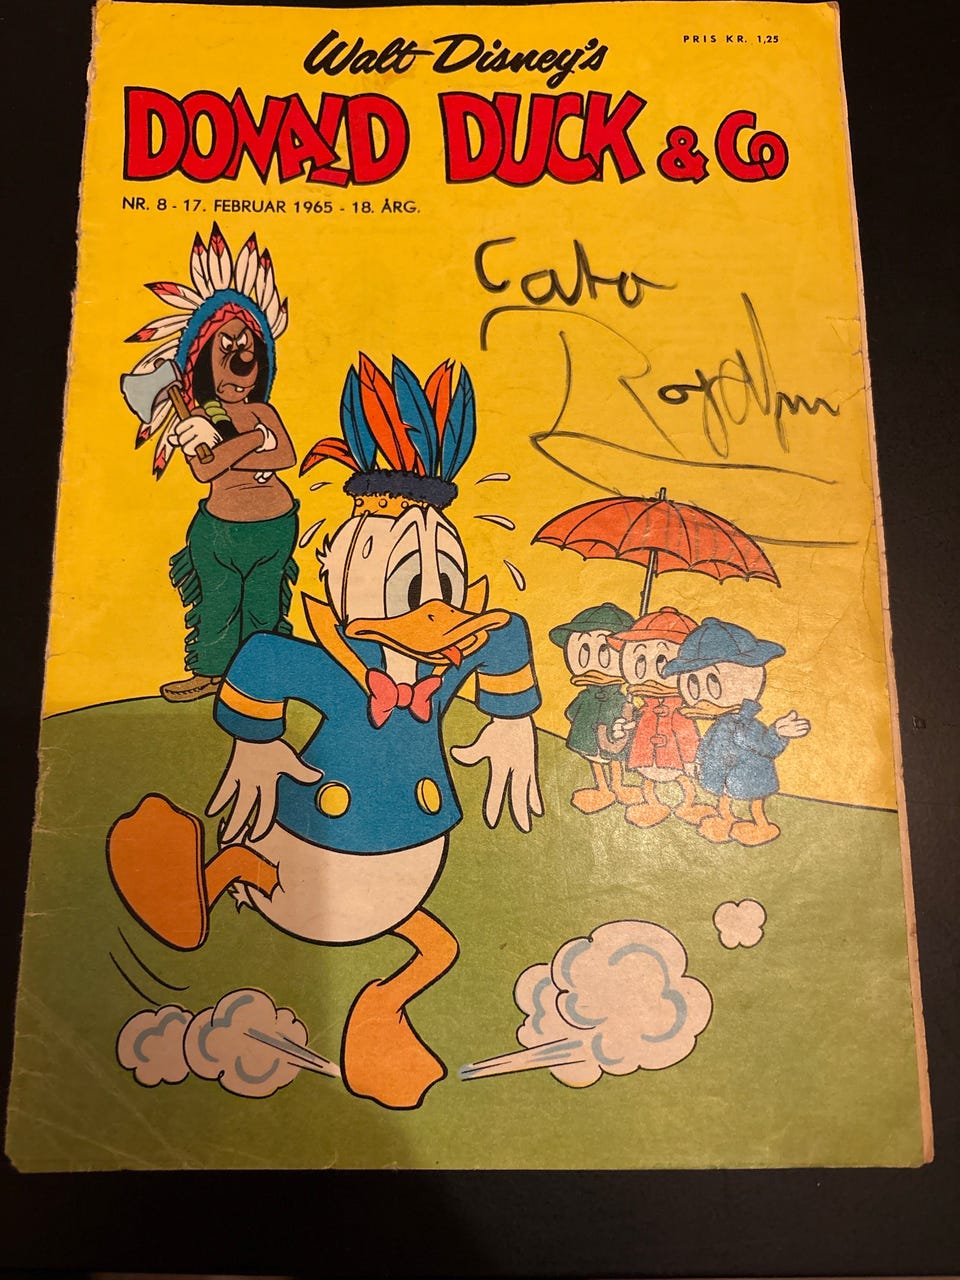 PRIS KR. 1,25
Walt Disney's
DONALD DUCK & Co
NR. 8 - 17. FEBRUAR 1965 - 18. ÅRG.
Cato